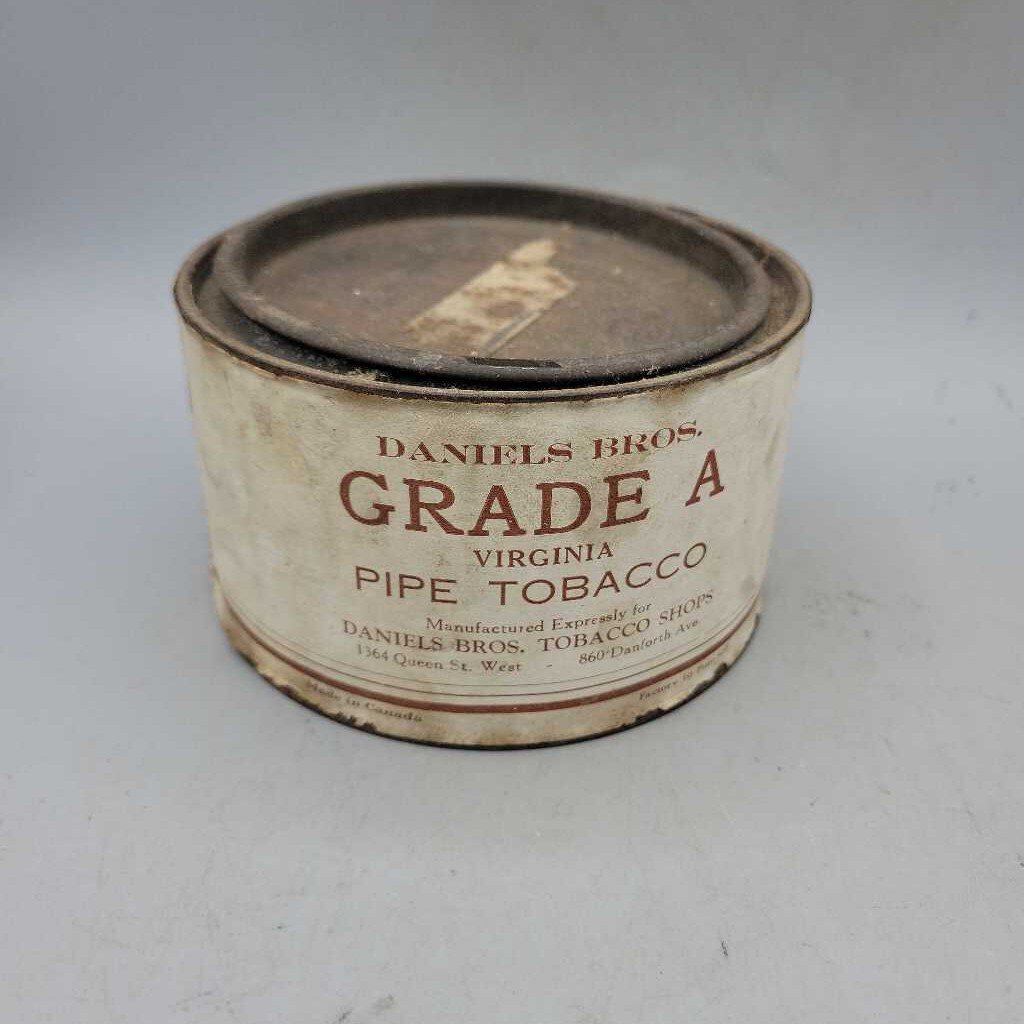 DANIELS BROS.
GRADE A
VIRGINIA
PIPE TOBACCO
Manufactured Expressly for
DANIELS BROS. TOBACCO SHOPS
1364 Queen St. West - 860 Danforth Ave.
Made in Canada
Factory